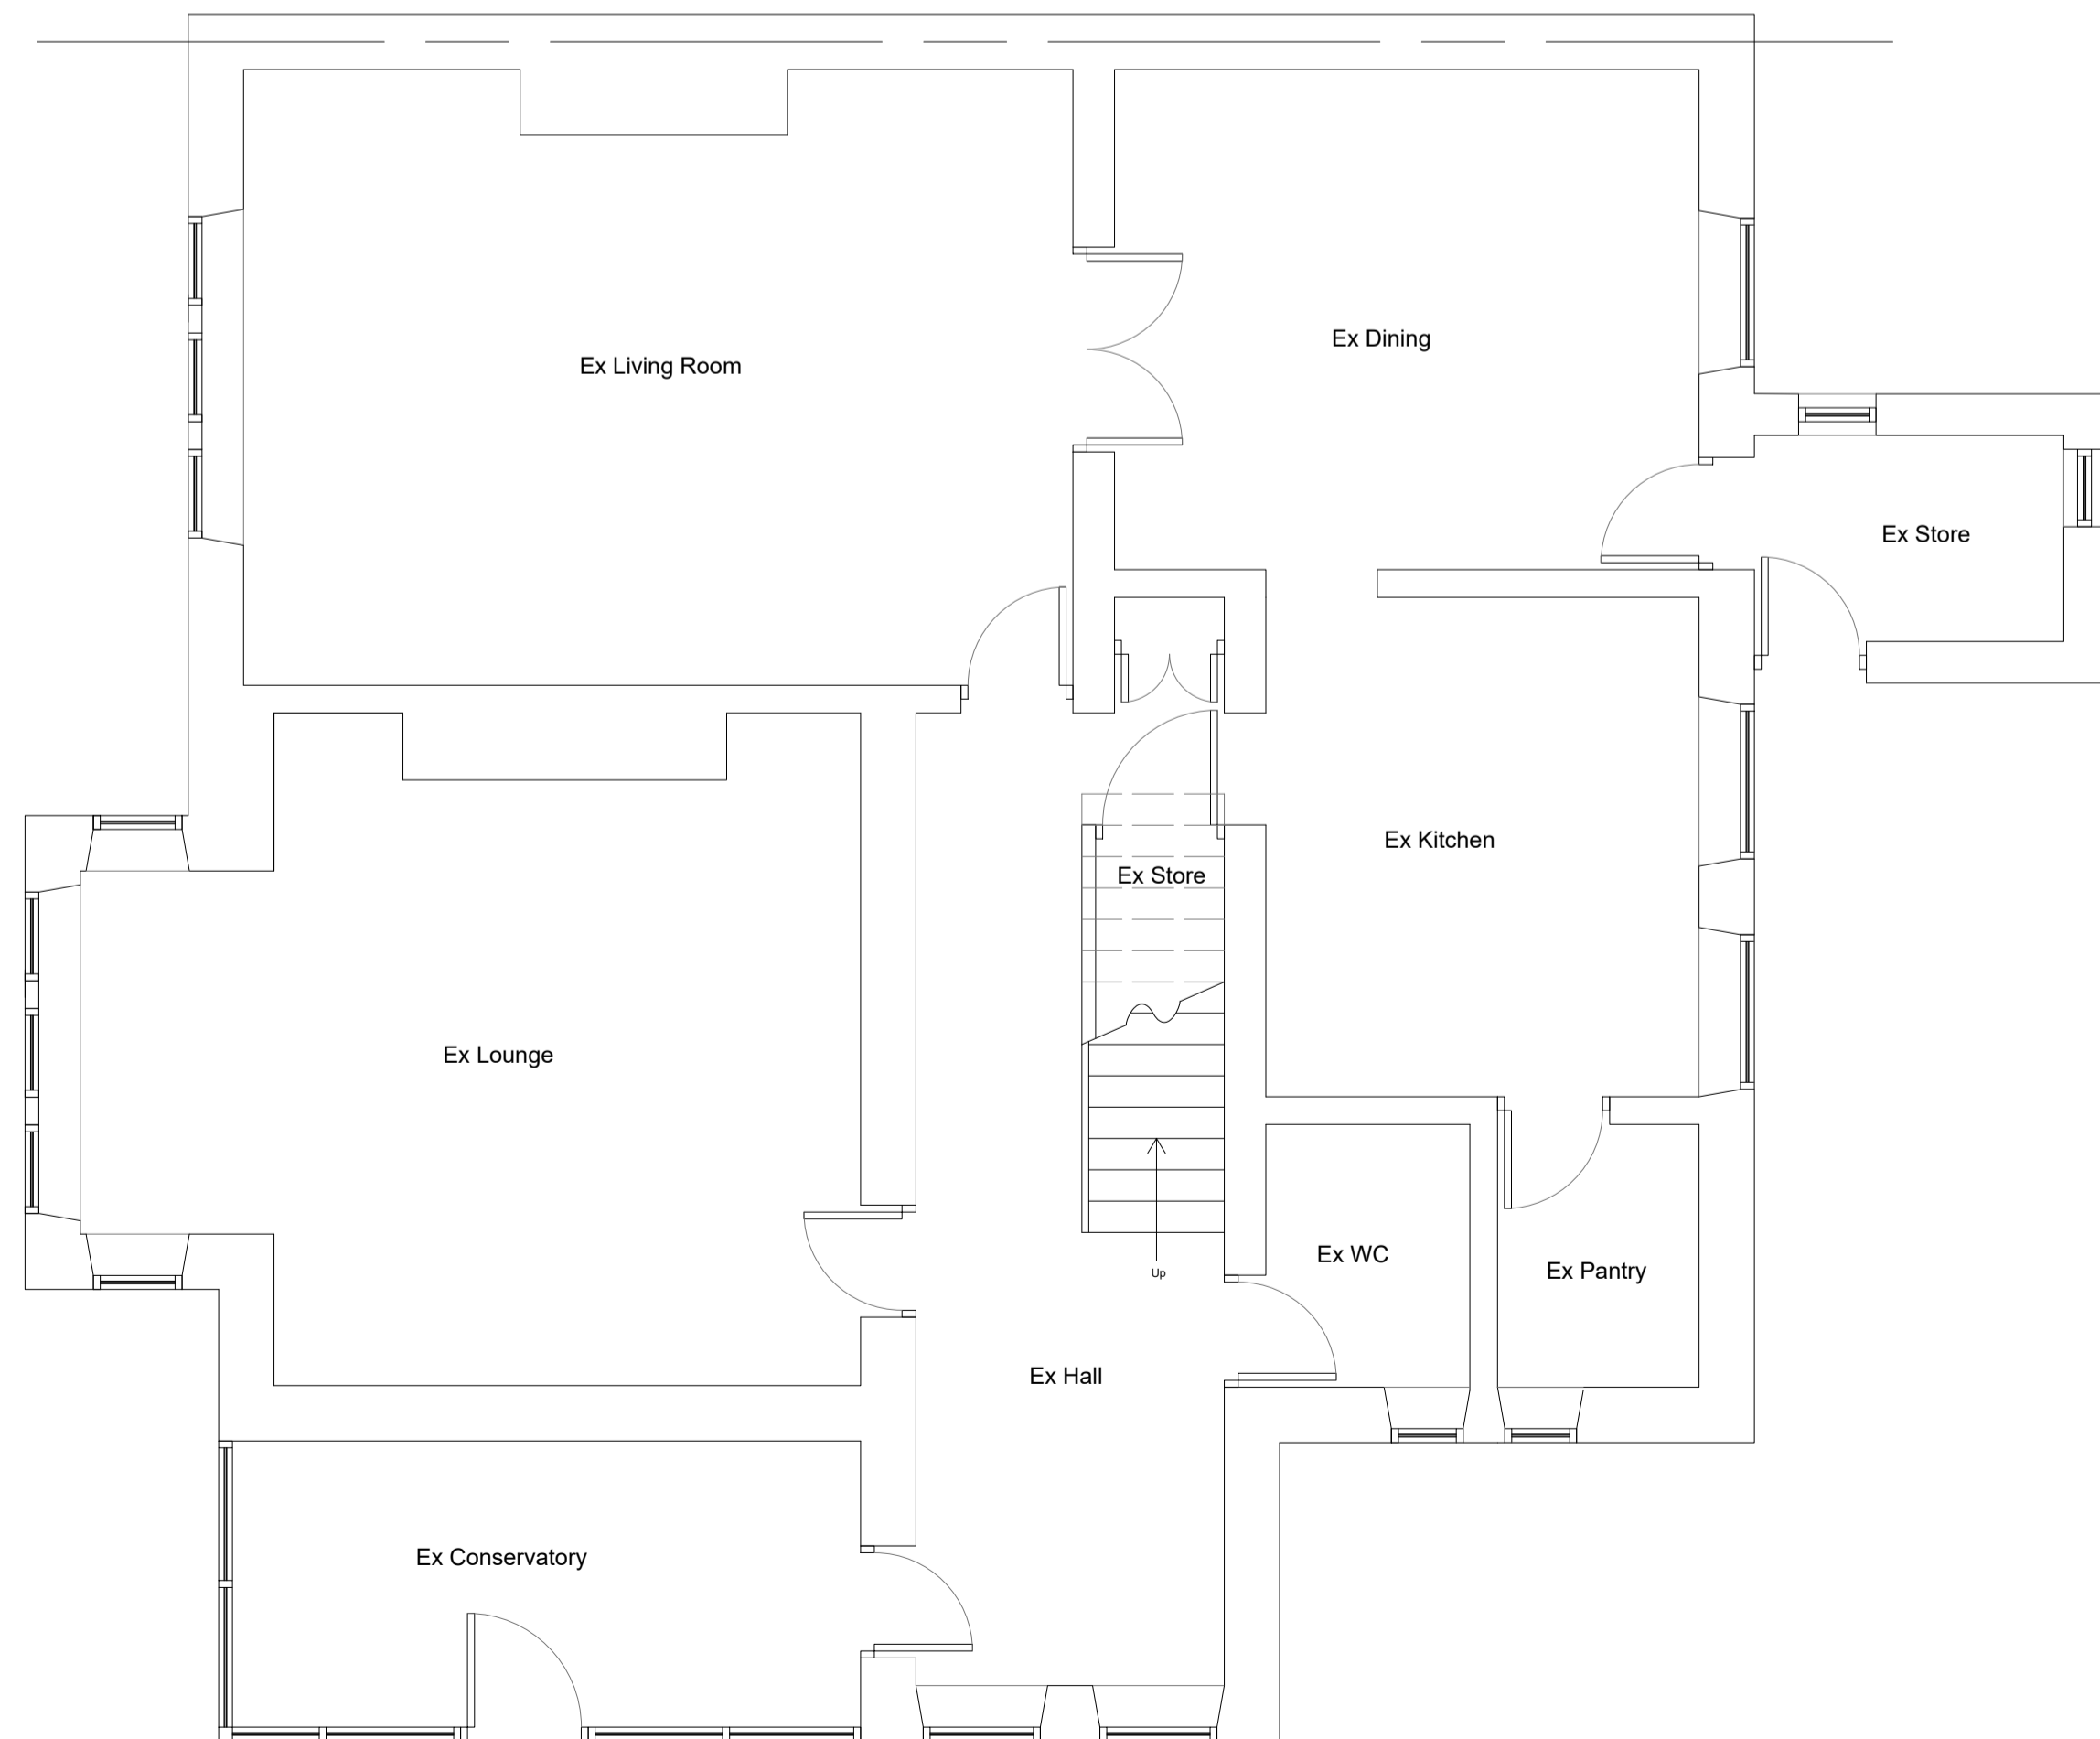 Ex Dining
Ex Living Room
Ex Store
Ex Kitchen
Ex Store
Ex Lounge
Ex WC
Ex Pantry
Up
Ex Hall
Ex Conservatory